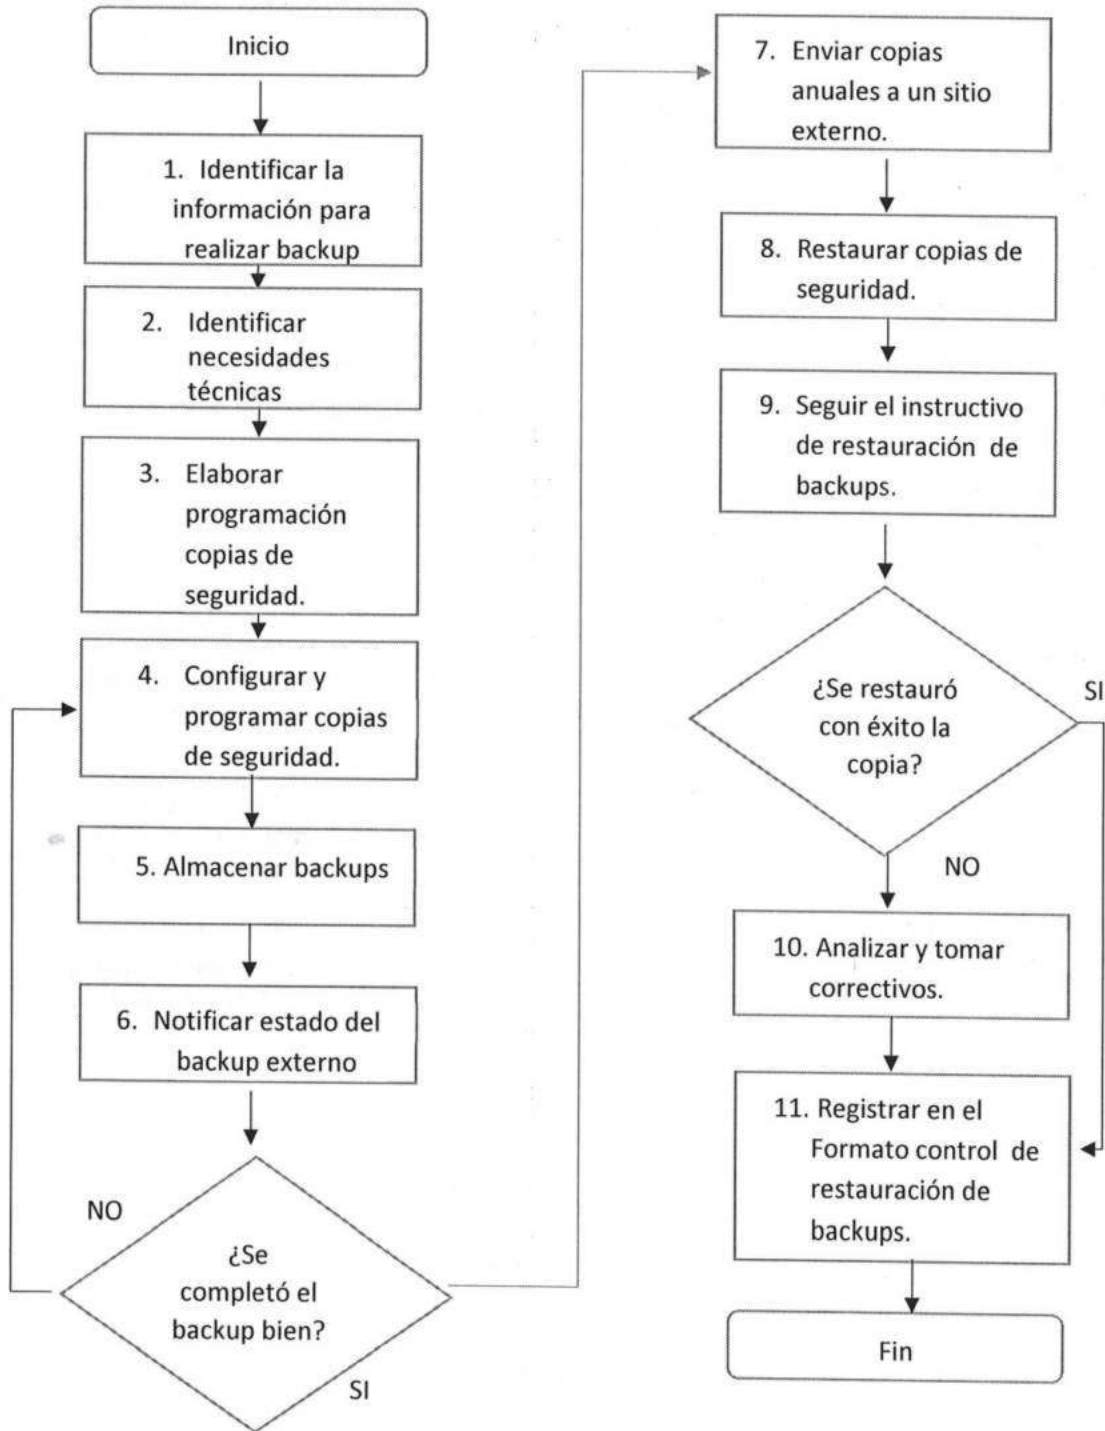 Inicio
1. Identificar la
información para
realizar backup
2. Identificar
necesidades
técnicas
3. Elaborar
programación
copias de
seguridad.
4. Configurar y
programar copias
de seguridad.
5. Almacenar backups
6. Notificar estado del
backup externo
NO
¿Se
completó el
backup bien?
SI
7. Enviar copias
anuales a un sitio
externo.
8. Restaurar copias de
seguridad.
9. Seguir el instructivo
de restauración de
backups.
¿Se restauró
con éxito la
copia?
SI
NO
10. Analizar y tomar
correctivos.
11. Registrar en el
Formato control de
restauración de
backups.
Fin